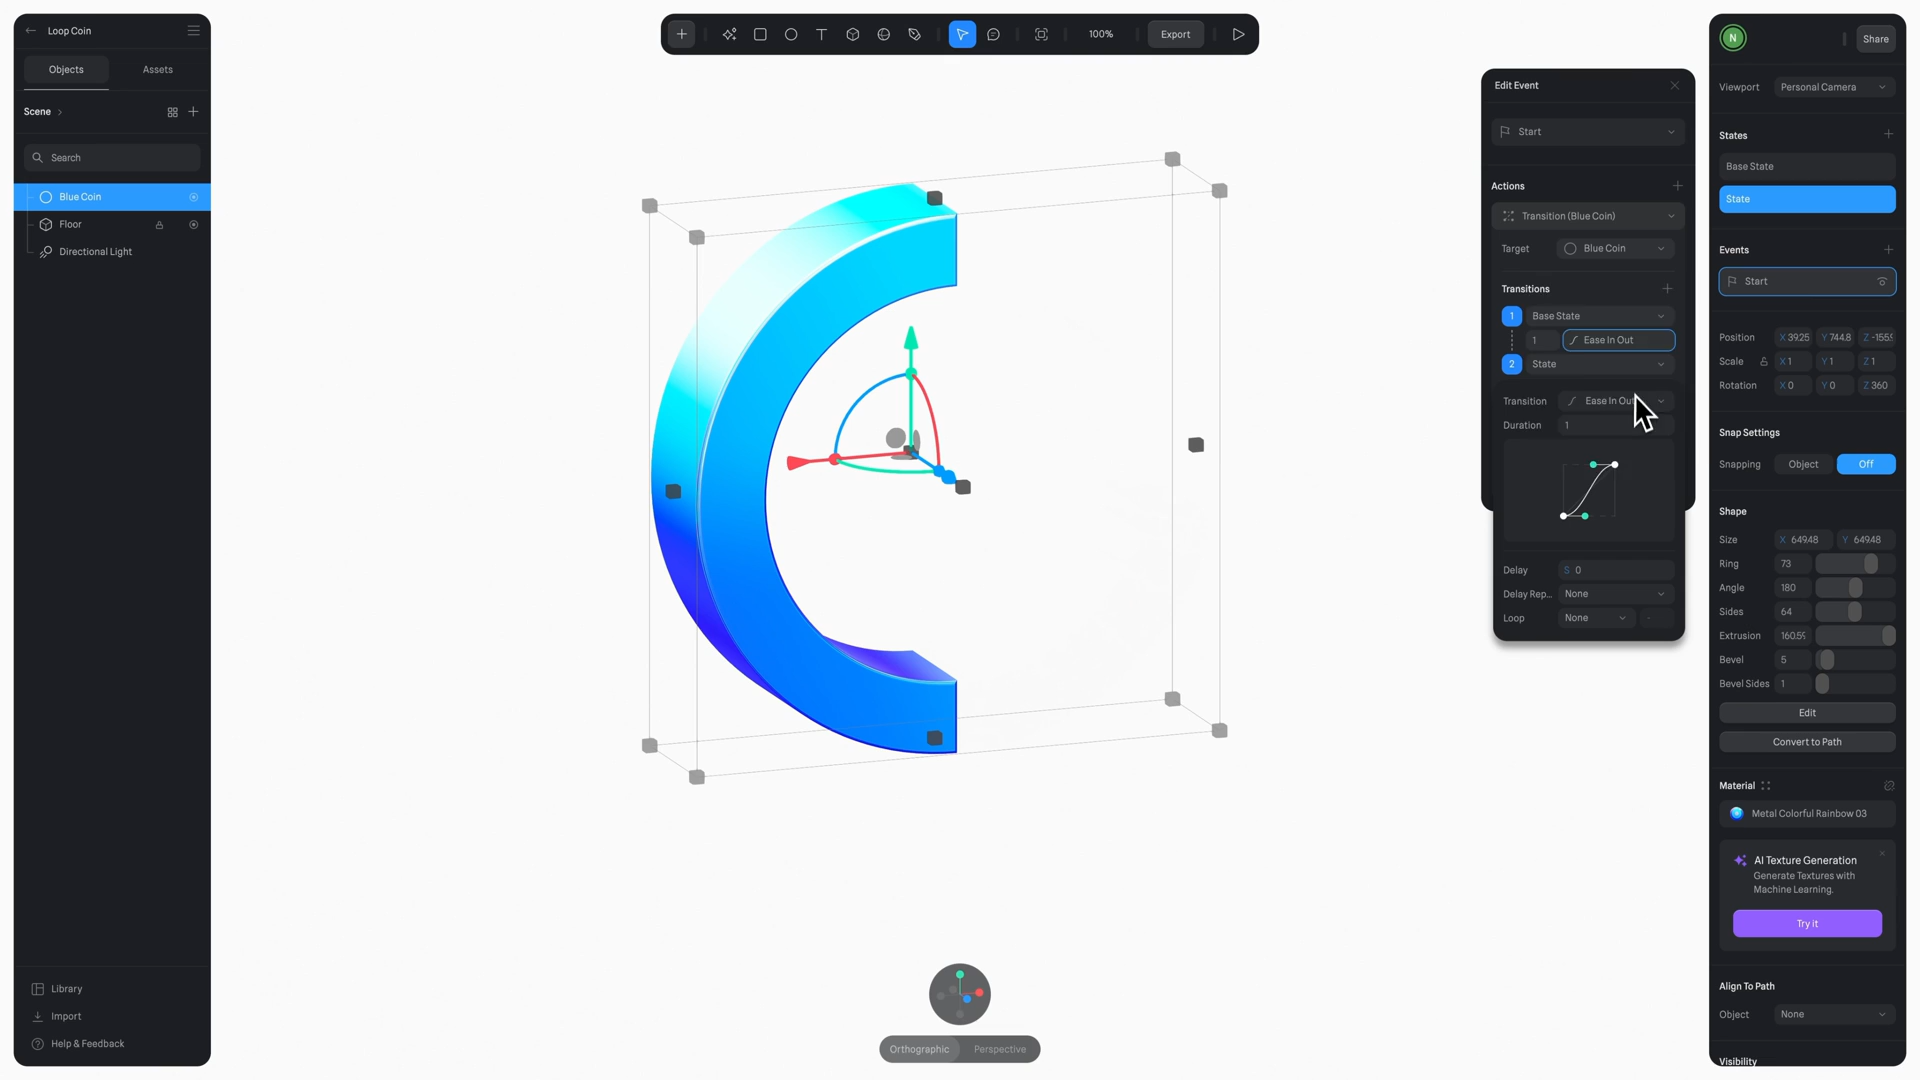 Loop Coin
Objects
Assets
Scene
Search
Blue Coin
Floor
Directional Light
Library
Import
Help & Feedback
100%
Export
Orthographic
Perspective
Edit Event
Start
Actions
Transition (Blue Coin)
Target
Blue Coin
Transitions
1
Base State
1
Ease In Out
2
State
Transition
Ease In Out
Duration
1
Delay
S 0
Delay Rep...
None
Loop
None
-
N
Share
Viewport
Personal Camera
States
Base State
State
Events
Start
Position
X 39.25
Y 744.8
Scale
X 1
Y 1
Z 1
Rotation
X 0
Y 0
Z 360
Snap Settings
Snapping
Object
Off
Shape
Size
X 649.48
Y 649.48
Ring
73
Angle
180
Sides
64
Extrusion
Bevel
5
Bevel Sides
1
Edit
Convert to Path
Material
Metal Colorful Rainbow 03
AI Texture Generation
Generate Textures with
Machine Learning.
Try it
Align To Path
Object
None
Visibility